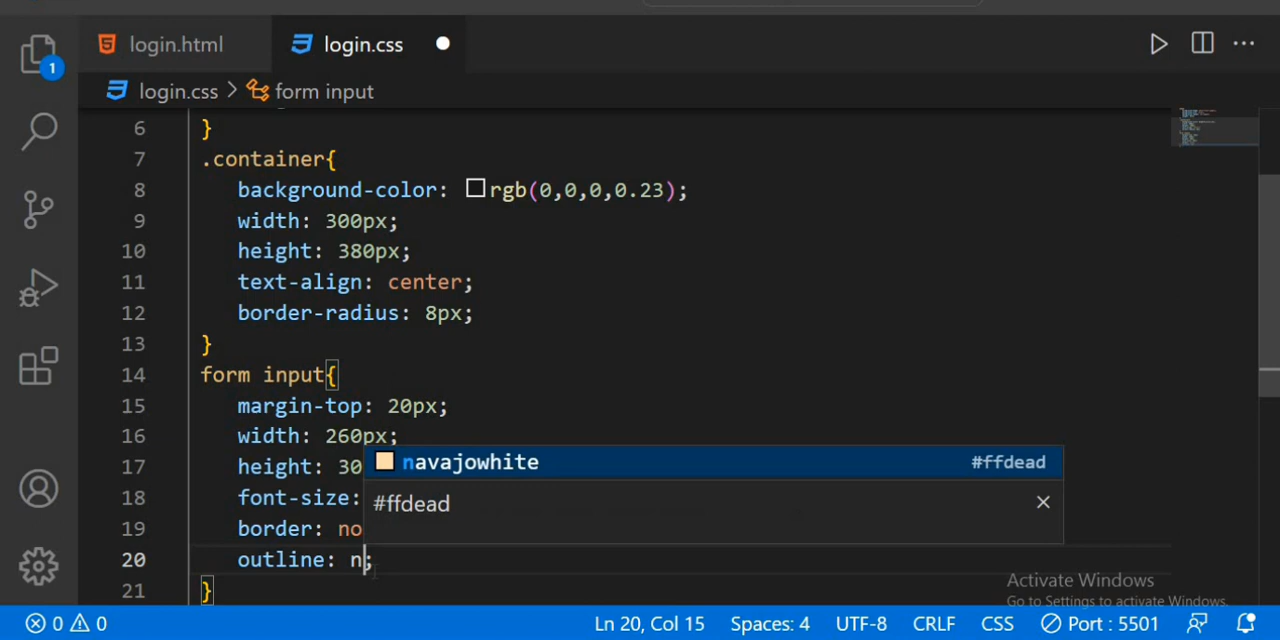 login.html
login.css
1
login.css > form input
6 }
7 .container{
8 background-color: rgb(0,0,0,0.23);
9 width: 300px;
10 height: 380px;
11 text-align: center;
12 border-radius: 8px;
13 }
14 form input{
15 margin-top: 20px;
16 width: 260px;
navajowhite #ffdead
17 height: 30
18 font-size:
#ffdead
19 border: no
20 outline: n;
21 }
Activate Windows
Go to Settings to activate Windows.
0 0 Ln 20, Col 15 Spaces: 4 UTF-8 CRLF CSS Port : 5501